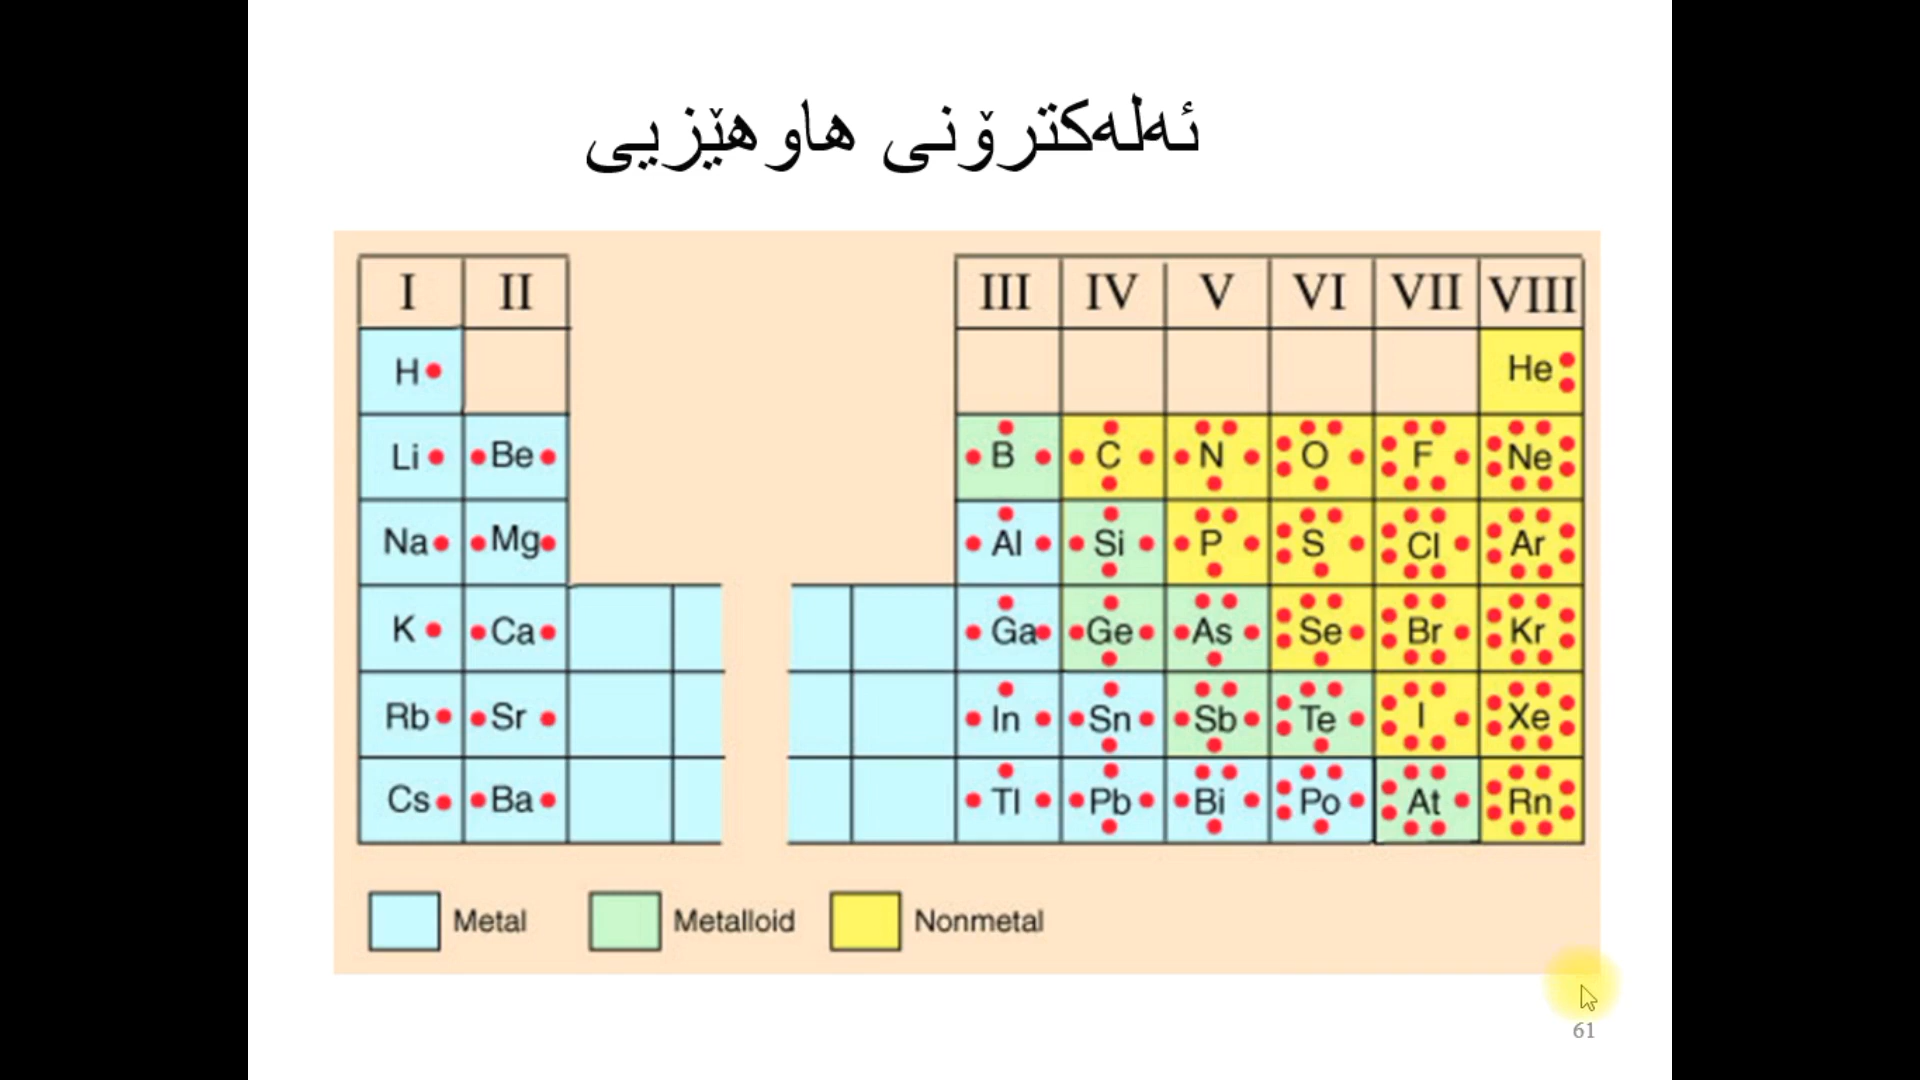 ئەلەکترۆنی هاوهێزیی
I II III IV V VI VII VIII
H He
Li Be B C N O F Ne
Na Mg Al Si P S Cl Ar
K Ca Ga Ge As Se Br Kr
Rb Sr In Sn Sb Te I Xe
Cs Ba Tl Pb Bi Po At Rn
Metal Metalloid Nonmetal
61